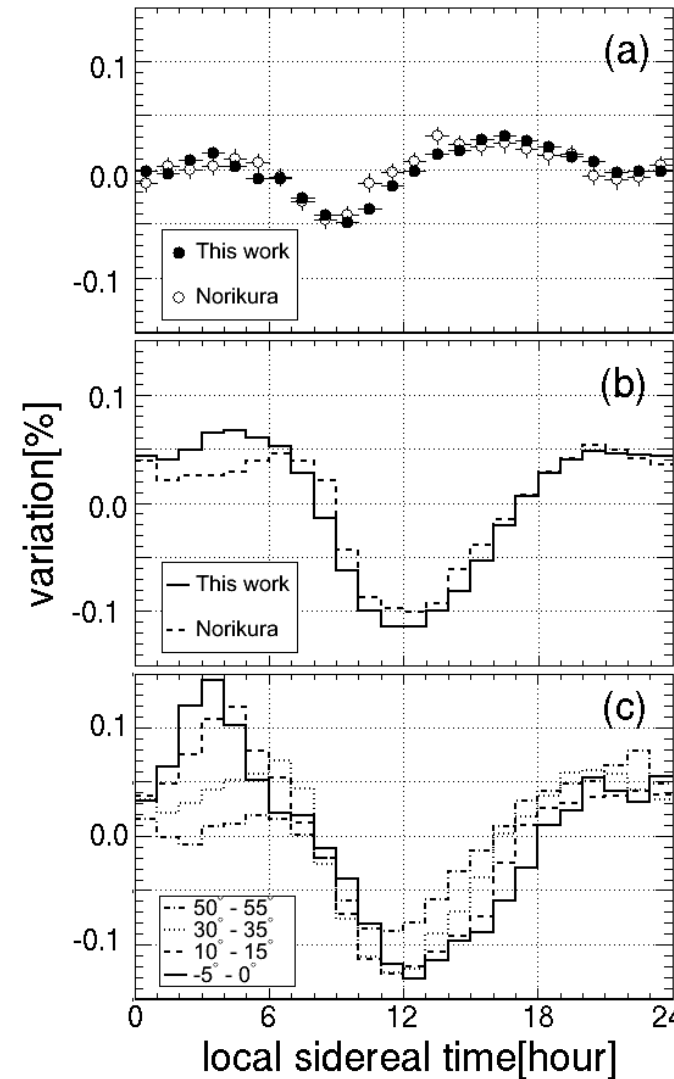 (a)
0.1
0.0
-0.1
This work
Norikura
(b)
0.1
0.0
-0.1
This work
Norikura
variation[%]
(c)
0.1
0.0
-0.1
50° - 55°
30° - 35°
10° - 15°
-5° - 0°
0 6 12 18 24
local sidereal time[hour]